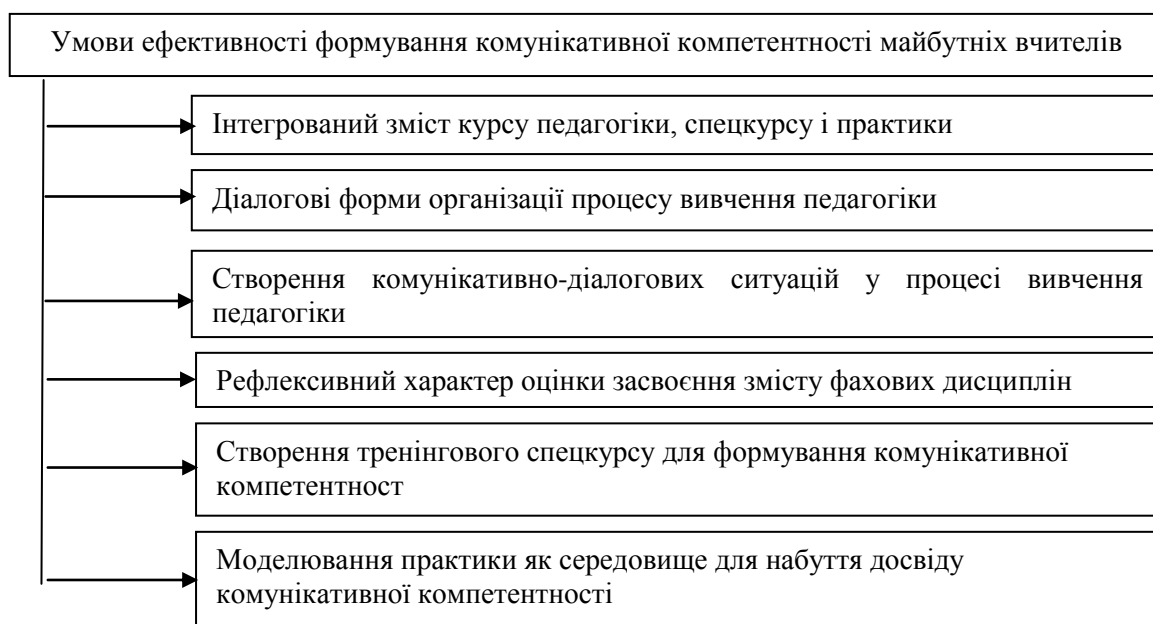 Умови ефективності формування комунікативної компетентності майбутніх вчителів
Інтегрований зміст курсу педагогіки, спецкурсу і практики
Діалогові форми організації процесу вивчення педагогіки
Створення комунікативно-діалогових ситуацій у процесі вивчення
педагогіки
Рефлексивний характер оцінки засвоєння змісту фахових дисциплін
Створення тренінгового спецкурсу для формування комунікативної
компетентност
Моделювання практики як середовище для набуття досвіду
комунікативної компетентності